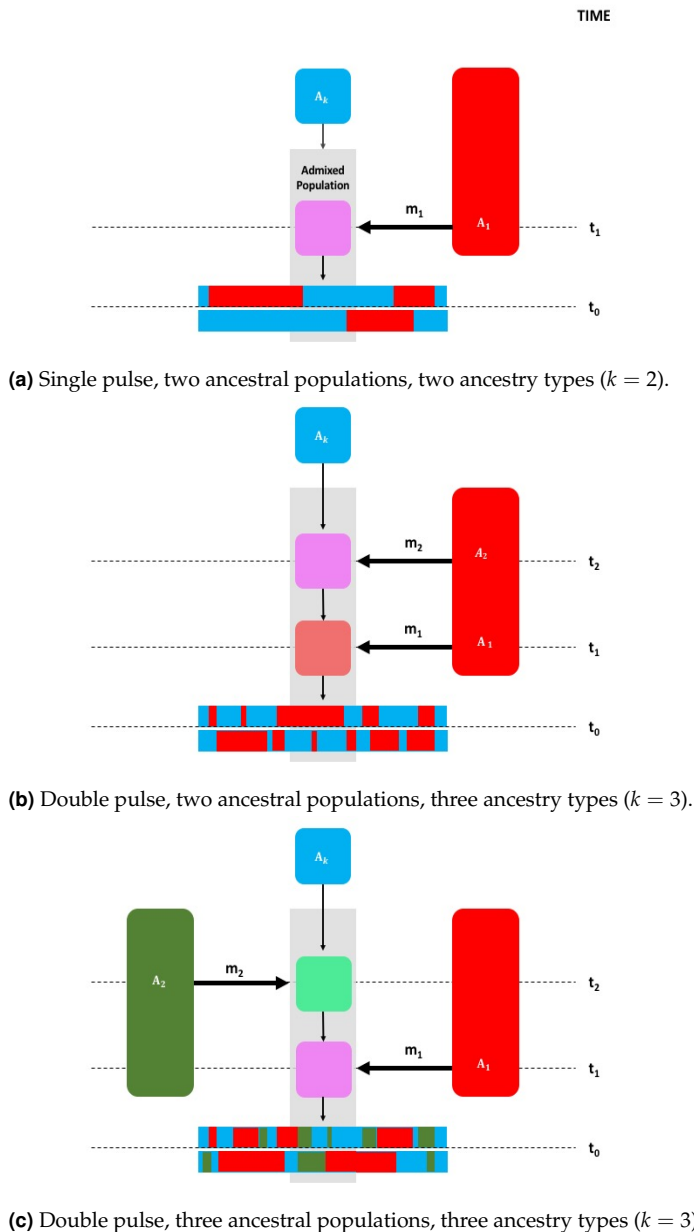 TIME
A_k
Admixed
Population
m_1
A_1
t_1
t_0
(a) Single pulse, two ancestral populations, two ancestry types (k = 2).
A_k
m_2
A_2
t_2
m_1
A_1
t_1
t_0
(b) Double pulse, two ancestral populations, three ancestry types (k = 3).
A_k
A_2
m_2
t_2
m_1
A_1
t_1
t_0
(c) Double pulse, three ancestral populations, three ancestry types (k = 3)